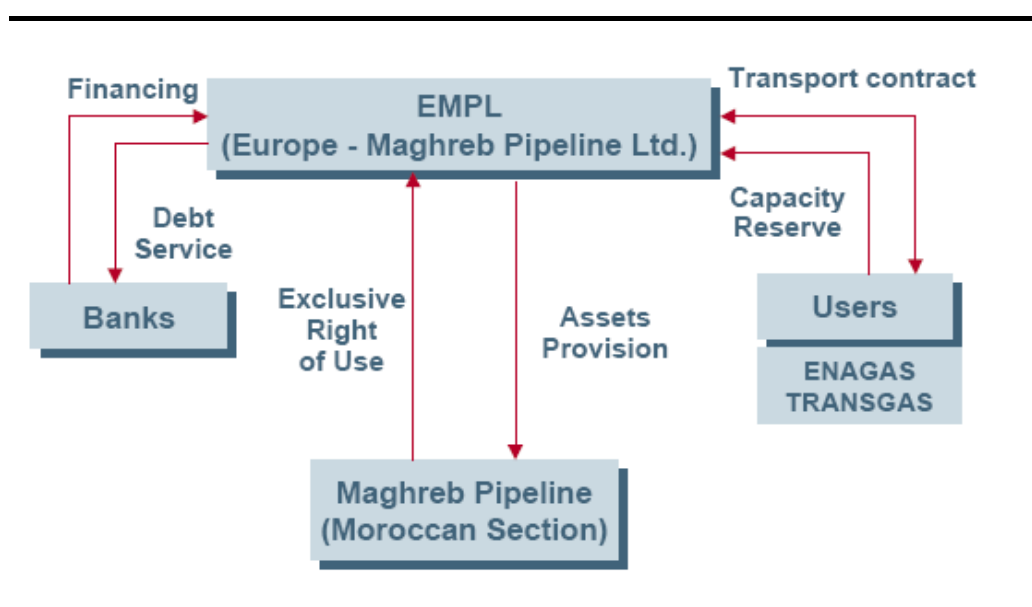 Financing
EMPL
(Europe - Maghreb Pipeline Ltd.)
Transport contract
Debt
Service
Capacity
Reserve
Banks
Exclusive
Right
of Use
Assets
Provision
Users
ENAGAS
TRANSGAS
Maghreb Pipeline
(Moroccan Section)